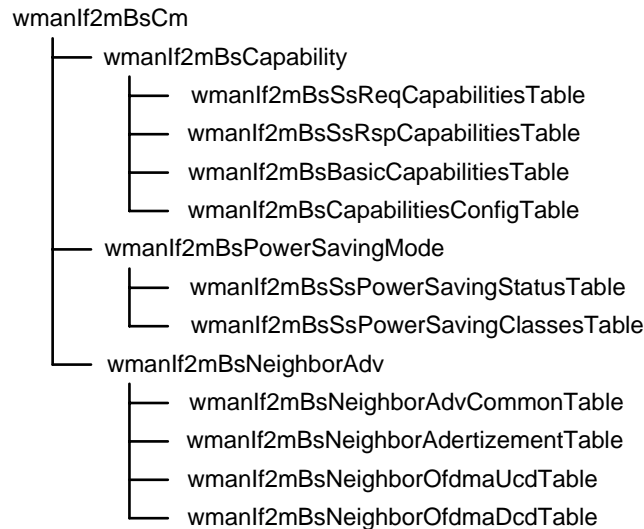 wmanIf2mBsCm
wmanIf2mBsCapability
wmanIf2mBsSsReqCapabilitiesTable
wmanIf2mBsSsRspCapabilitiesTable
wmanIf2mBsBasicCapabilitiesTable
wmanIf2mBsCapabilitiesConfigTable
wmanIf2mBsPowerSavingMode
wmanIf2mBsSsPowerSavingStatusTable
wmanIf2mBsSsPowerSavingClassesTable
wmanIf2mBsNeighborAdv
wmanIf2mBsNeighborAdvCommonTable
wmanIf2mBsNeighborAdertizementTable
wmanIf2mBsNeighborOfdmaUcdTable
wmanIf2mBsNeighborOfdmaDcdTable